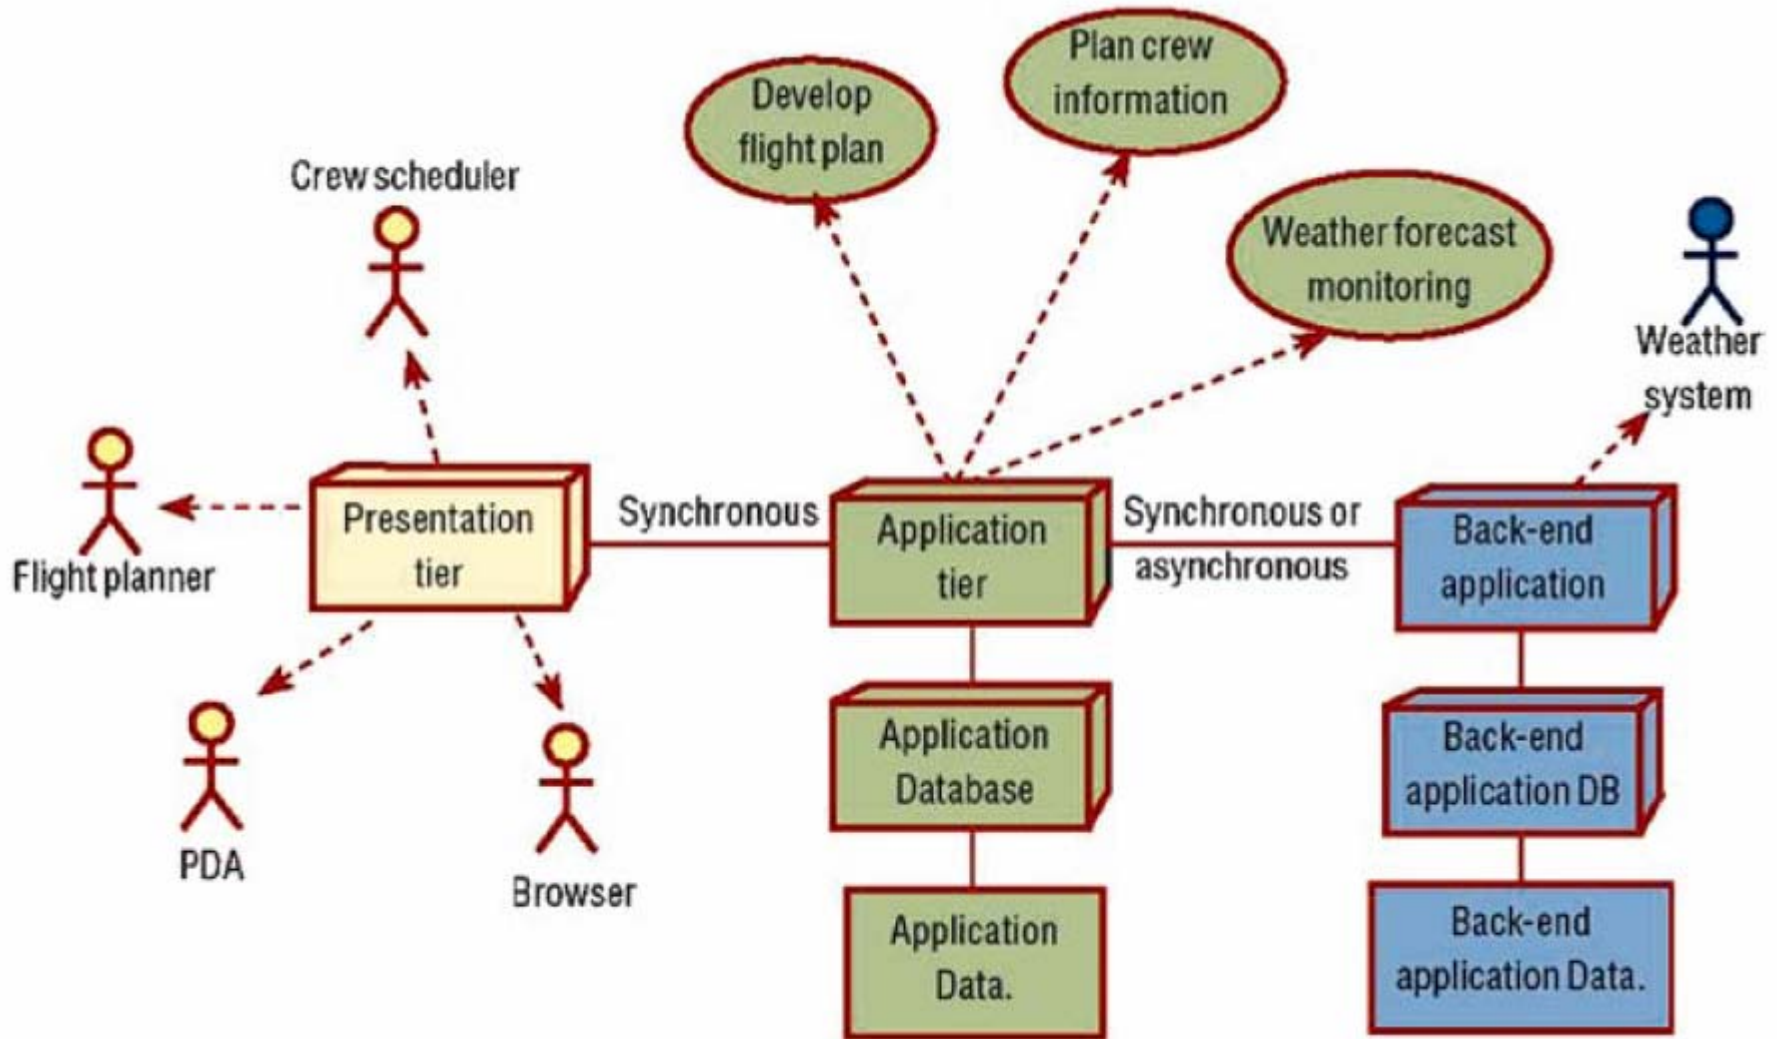 Plan crew
information
Develop
flight plan
Crew scheduler
Weather forecast
monitoring
Weather
system
Flight planner
Presentation
tier
Synchronous
Application
tier
Synchronous or
asynchronous
Back-end
application
PDA
Browser
Application
Database
Back-end
application DB
Application
Data.
Back-end
application Data.